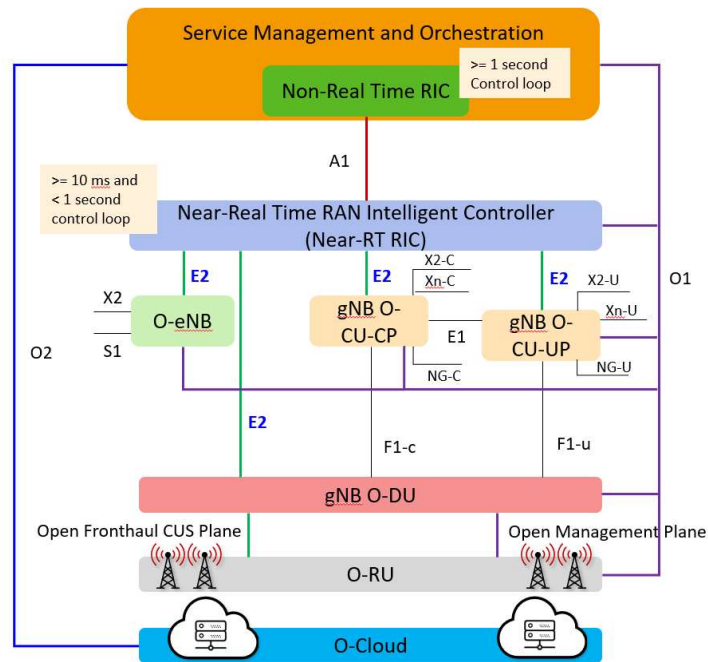 Service Management and Orchestration
>= 1 second
Control loop
Non-Real Time RIC
A1
>= 10 ms and
< 1 second
control loop
Near-Real Time RAN Intelligent Controller
(Near-RT RIC)
E2
E2
X2-C
Xn-C
E2
X2-U
O1
X2
O-eNB
gNB O-
CU-CP
E1
gNB O-
CU-UP
Xn-U
S1
O2
NG-C
NG-U
E2
F1-c
F1-u
gNB O-DU
Open Fronthaul CUS Plane
Open Management Plane
O-RU
O-Cloud